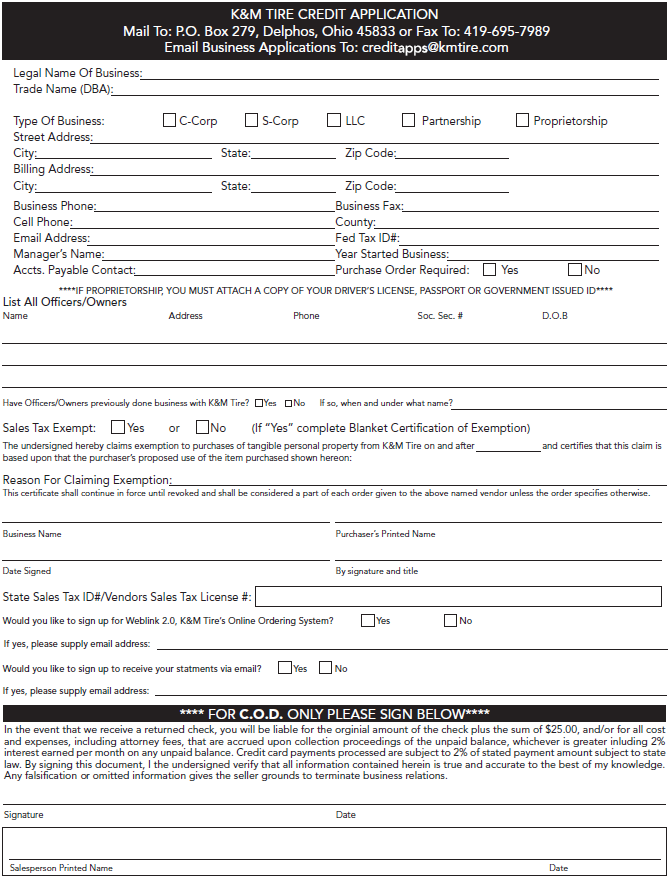 K&M TIRE CREDIT APPLICATION
Mail To: P.O. Box 279, Delphos, Ohio 45833 or Fax To: 419-695-7989
Email Business Applications To: creditapps@kmtire.com
Legal Name Of Business:
Trade Name (DBA):
Type Of Business: C-Corp S-Corp LLC Partnership Proprietorship
Street Address:
City: State: Zip Code:
Billing Address:
City: State: Zip Code:
Business Phone: Business Fax:
Cell Phone: County:
Email Address: Fed Tax ID#:
Manager's Name: Year Started Business:
Accts. Payable Contact: Purchase Order Required: Yes No
****IF PROPRIETORSHIP, YOU MUST ATTACH A COPY OF YOUR DRIVER'S LICENSE, PASSPORT OR GOVERNMENT ISSUED ID****
List All Officers/Owners
Name Address Phone Soc. Sec. # D.O.B
Have Officers/Owners previously done business with K&M Tire? Yes No If so, when and under what name?
Sales Tax Exempt: Yes or No (If "Yes" complete Blanket Certification of Exemption)
The undersigned hereby claims exemption to purchases of tangible personal property from K&M Tire on and after and certifies that this claim is
based upon that the purchaser's proposed use of the item purchased shown hereon:
Reason For Claiming Exemption:
This certificate shall continue in force until revoked and shall be considered a part of each order given to the above named vendor unless the order specifies otherwise.
Business Name Purchaser's Printed Name
Date Signed By signature and title
State Sales Tax ID#/Vendors Sales Tax License #:
Would you like to sign up for Weblink 2.0, K&M Tire's Online Ordering System? Yes No
If yes, please supply email address:
Would you like to sign up to receive your statments via email? Yes No
If yes, please supply email address:
**** FOR C.O.D. ONLY PLEASE SIGN BELOW****
In the event that we receive a returned check, you will be liable for the orginial amount of the check plus the sum of $25.00, and/or for all cost
and expenses, including attorney fees, that are accrued upon collection proceedings of the unpaid balance, whichever is greater inluding 2%
interest earned per month on any unpaid balance. Credit card payments processed are subject to 2% of stated payment amount subject to state
law. By signing this document, I the undersigned verify that all information contained herein is true and accurate to the best of my knowledge.
Any falsification or omitted information gives the seller grounds to terminate business relations.
Signature Date
Salesperson Printed Name Date